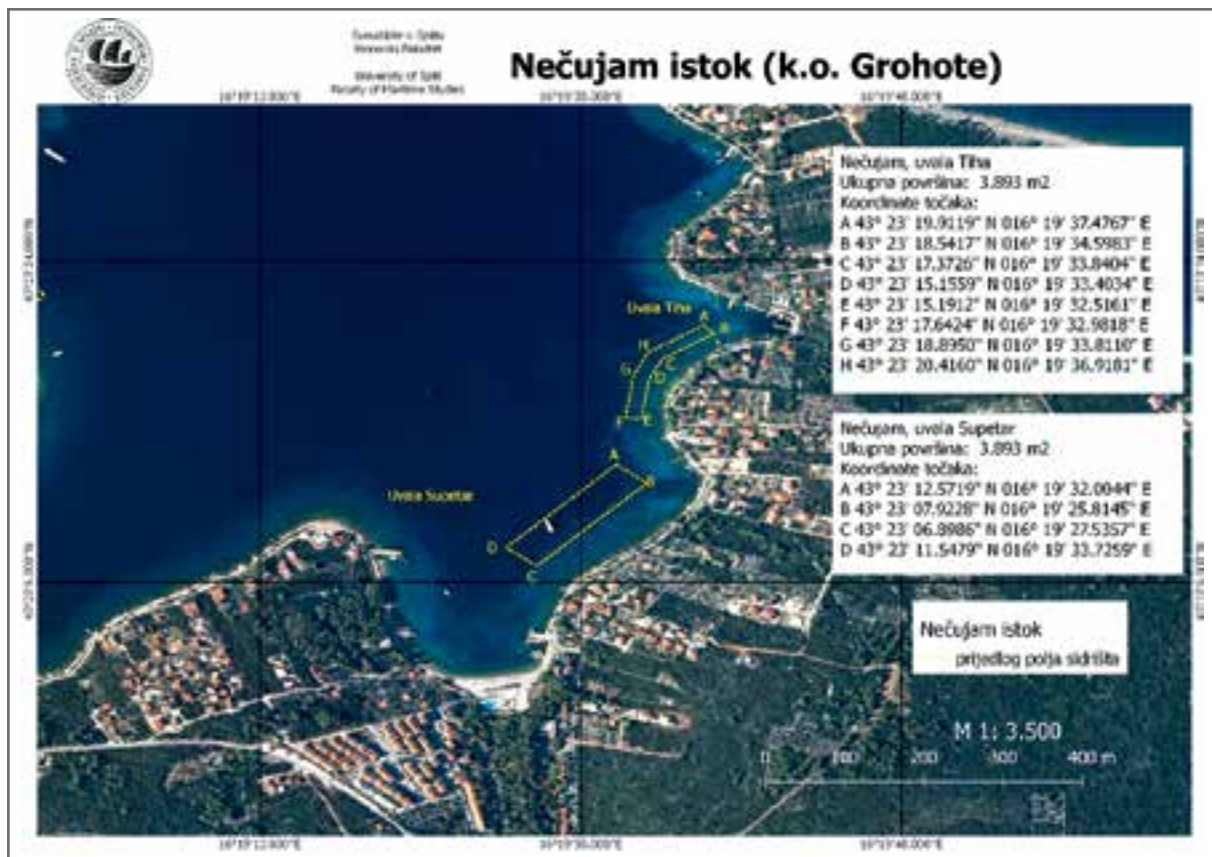 Sveučilište u Splitu
Pomorski fakultet
University of Split
Faculty of Maritime Studies
Nečujam istok (k.o. Grohote)
Nečujam, uvala Tiha
Ukupna površina: 3.893 m2
Koordinate točaka:
A 43° 23' 19.9119" N 016° 19' 37.4767" E
B 43° 23' 18.5417" N 016° 19' 34.5983" E
C 43° 23' 17.3726" N 016° 19' 33.8404" E
D 43° 23' 15.1559" N 016° 19' 33.4034" E
E 43° 23' 15.1912" N 016° 19' 32.5161" E
F 43° 23' 17.6424" N 016° 19' 32.9818" E
G 43° 23' 18.8950" N 016° 19' 33.8110" E
H 43° 23' 20.4160" N 016° 19' 36.9181" E
Uvala Tiha
A
B
H
C
G
D
F
E
Nečujam, uvala Supetar
Ukupna površina: 3.893 m2
Koordinate točaka:
A 43° 23' 12.5719" N 016° 19' 32.0044" E
B 43° 23' 07.9228" N 016° 19' 25.8145" E
C 43° 23' 06.8986" N 016° 19' 27.5357" E
D 43° 23' 11.5479" N 016° 19' 33.7259" E
Uvala Supetar
A
B
D
C
Nečujam istok
prijedlog polja sidrišta
M 1: 3.500
0 100 200 300 400 m